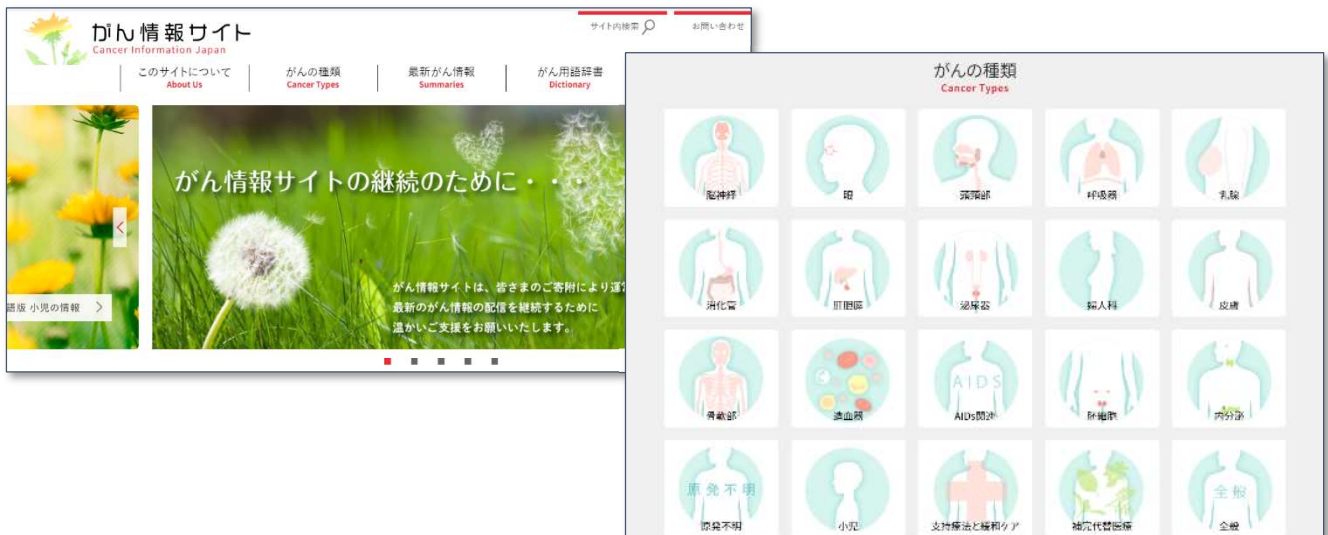 がん情報サイト
Cancer Information Japan
サイト内検索
お問い合わせ
このサイトについて
About Us
がんの種類
Cancer Types
最新がん情報
Summaries
がん用語辞書
Dictionary
がん情報サイトの継続のために・・・
がん情報サイトは、皆さまのご寄附により運
最新のがん情報の配信を継続するために
温かいご支援をお願いいたします。
語版 小児の情報
がんの種類
Cancer Types
脳神経
眼
頭頸部
呼吸器
乳腺
消化管
肝胆膵
泌尿器
婦人科
皮膚
骨軟部
造血器
AIDS
AIDs関連
胚細胞
内分泌
原発不明
原発不明
小児
支持療法と緩和ケア
補完代替医療
全般
全般